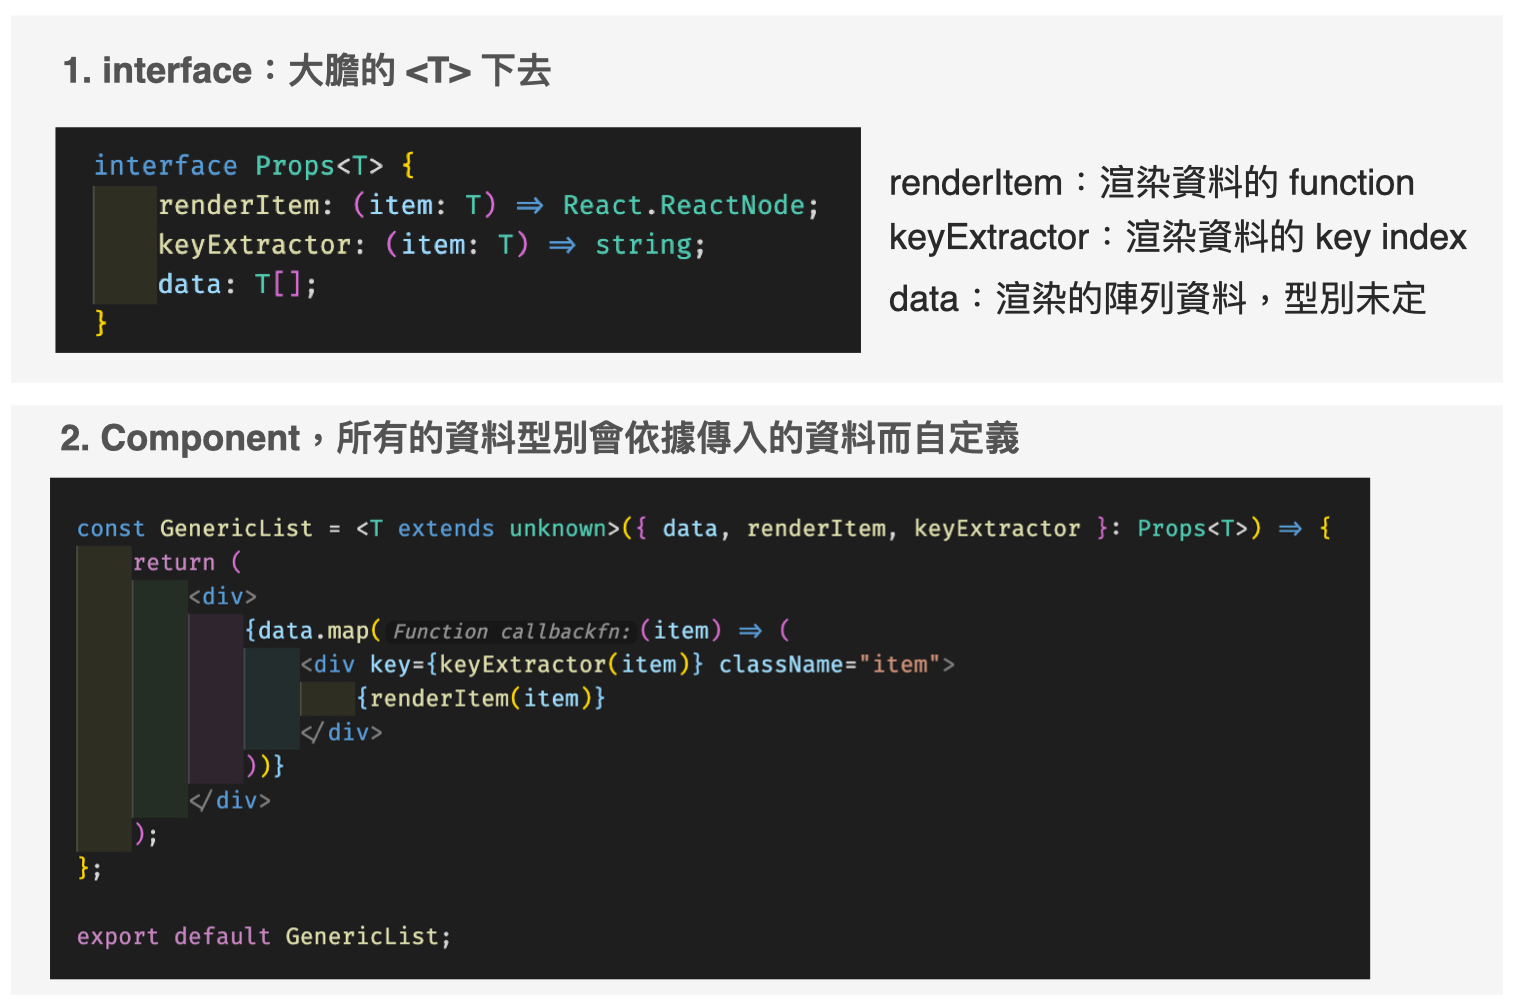 1. interface：大膽的 <T> 下去
interface Props<T> {
renderItem: (item: T) => React.ReactNode;
keyExtractor: (item: T) => string;
data: T[];
}
renderItem：渲染資料的 function
keyExtractor：渲染資料的 key index
data：渲染的陣列資料，型別未定
2. Component，所有的資料型別會依據傳入的資料而自定義
const GenericList = <T extends unknown>({ data, renderItem, keyExtractor }: Props<T>) => {
return (
<div>
{data.map( Function callbackfn: (item) => (
<div key={keyExtractor(item)} className="item">
{renderItem(item)}
</div>
))}
</div>
);
};
export default GenericList;